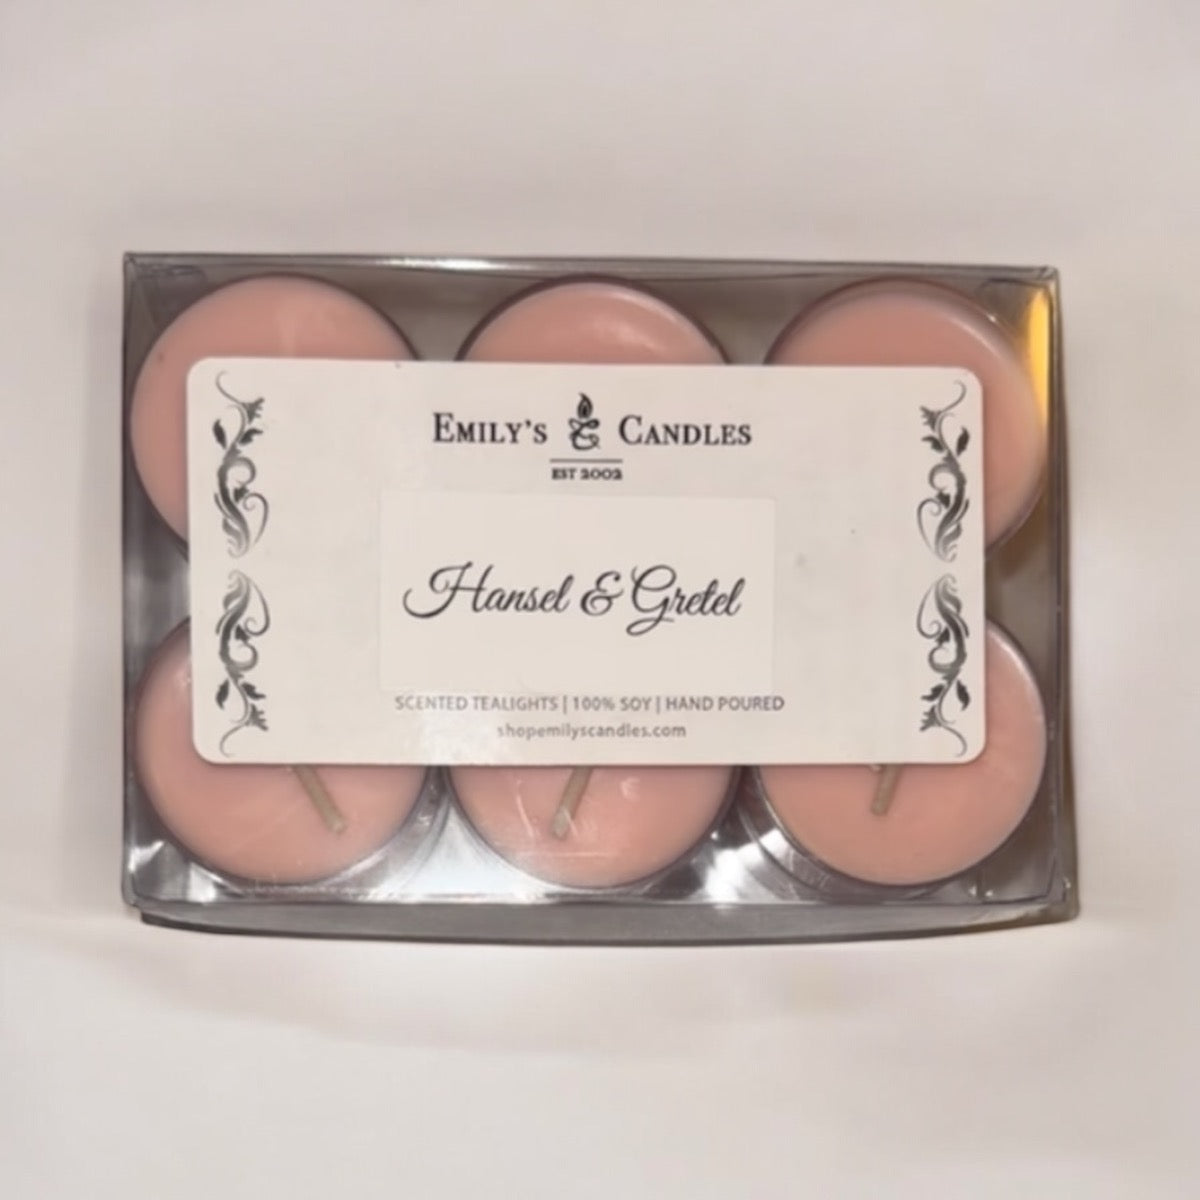 EMILY'S CANDLES
EST 2002
Hansel & Gretel
SCENTED TEALIGHTS | 100% SOY | HAND POURED
shopemilyscandles.com